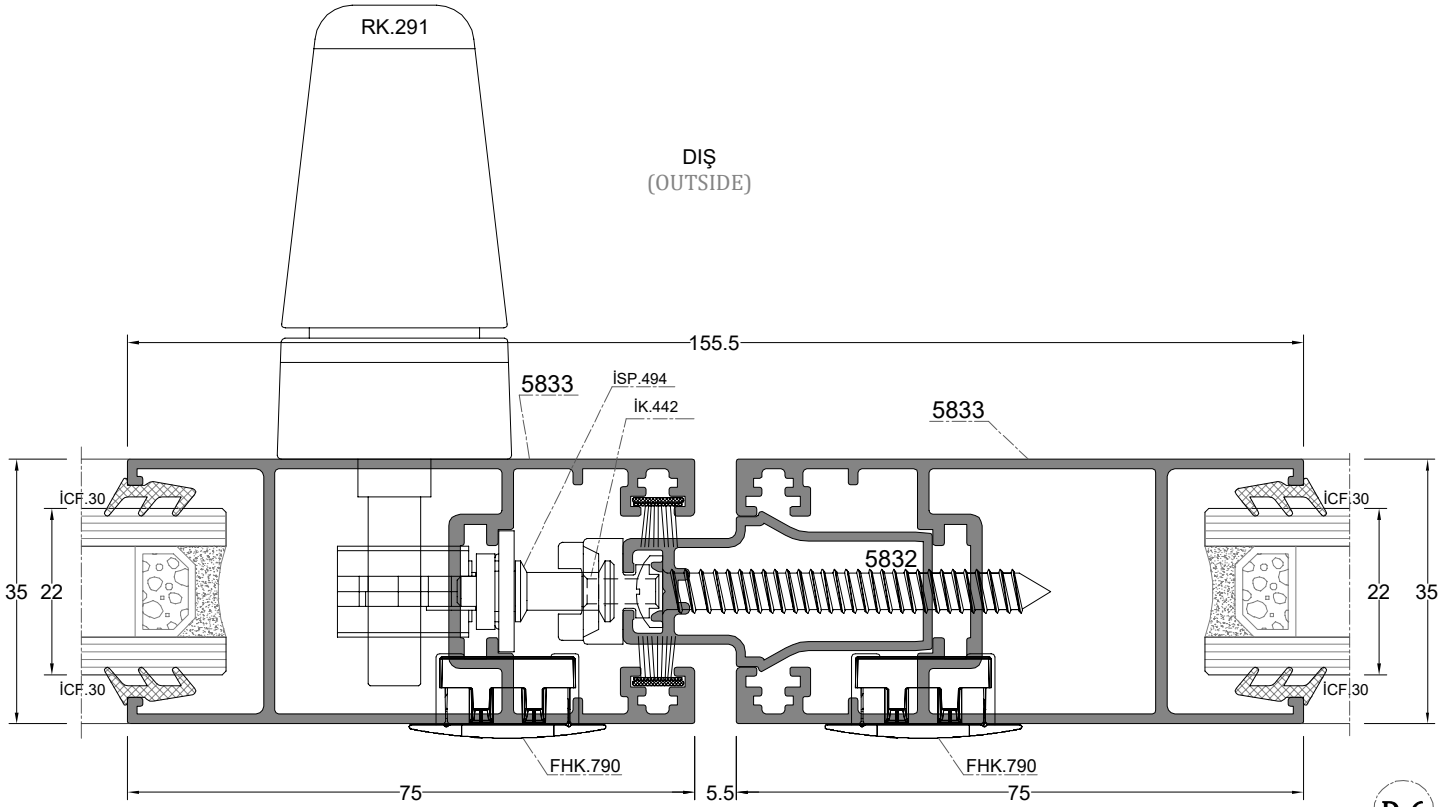 RK.291
DIŞ
(OUTSIDE)
155.5
5833
İSP.494
İK.442
5833
İCF.30
İCF.30
5832
35
22
22
35
İCF.30
İCF.30
FHK.790
FHK.790
75
5.5
75